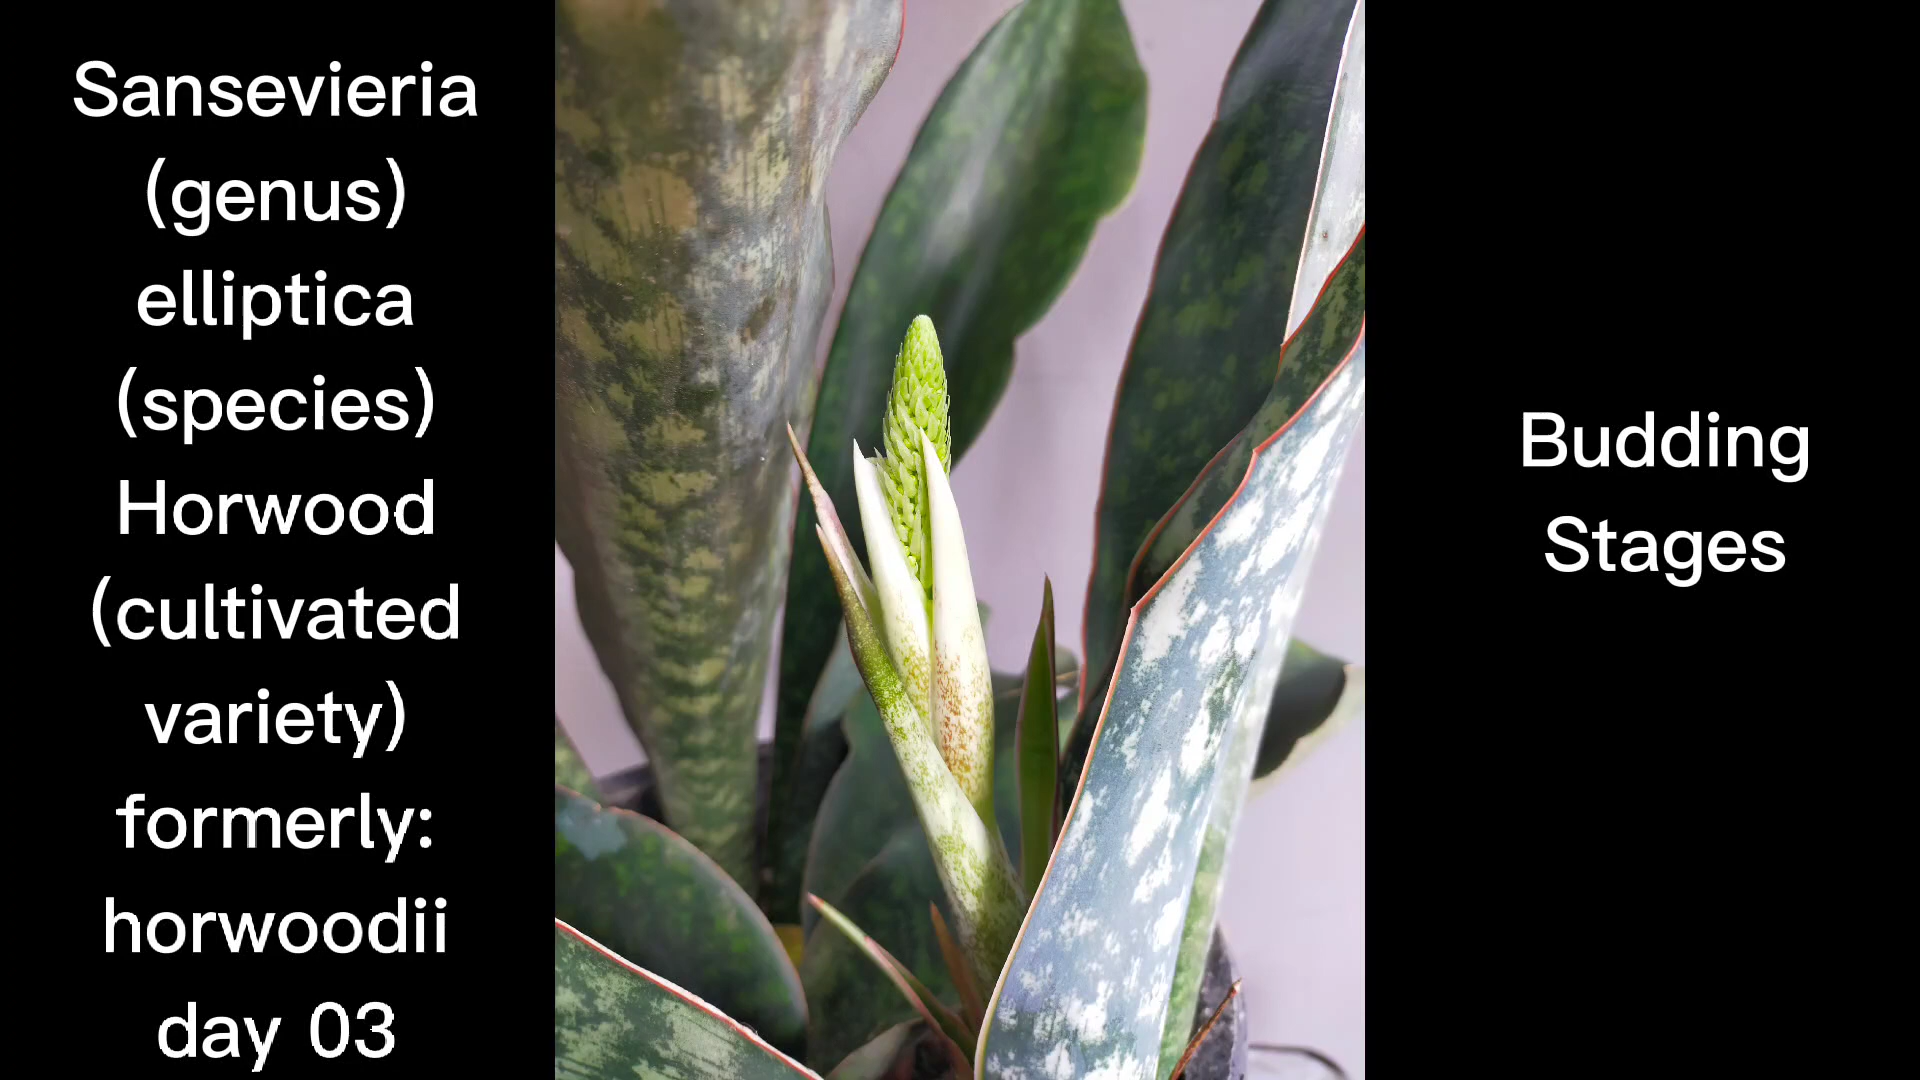 Sansevieria
(genus)
elliptica
(species)
Horwood
(cultivated
variety)
formerly:
horwoodii
day 03
Budding
Stages